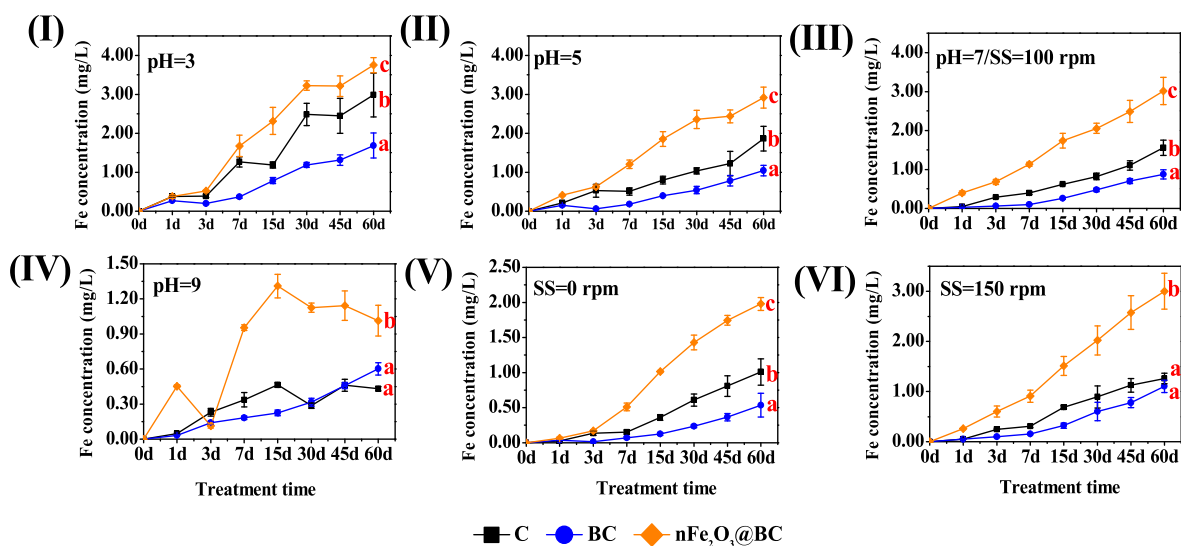 (I)
Fe concentration (mg/L)
4.00
3.00
2.00
1.00
0.00
pH=3
c
b
a
0d 1d 3d 7d 15d 30d 45d 60d
(II)
Fe concentration (mg/L)
4.00
3.00
2.00
1.00
0.00
pH=5
c
b
a
0d 1d 3d 7d 15d 30d 45d 60d
(III)
Fe concentration (mg/L)
4.00
3.00
2.00
1.00
0.00
pH=7/SS=100 rpm
c
b
a
0d 1d 3d 7d 15d 30d 45d 60d
(IV)
Fe concentration (mg/L)
1.50
1.20
0.90
0.60
0.30
0.00
pH=9
b
a
a
0d 1d 3d 7d 15d 30d 45d 60d
Treatment time
(V)
Fe concentration (mg/L)
2.50
2.00
1.50
1.00
0.50
0.00
SS=0 rpm
c
b
a
0d 1d 3d 7d 15d 30d 45d 60d
Treatment time
(VI)
Fe concentration (mg/L)
3.00
2.00
1.00
0.00
SS=150 rpm
b
a
a
0d 1d 3d 7d 15d 30d 45d 60d
Treatment time
C BC nFe₂O₃@BC